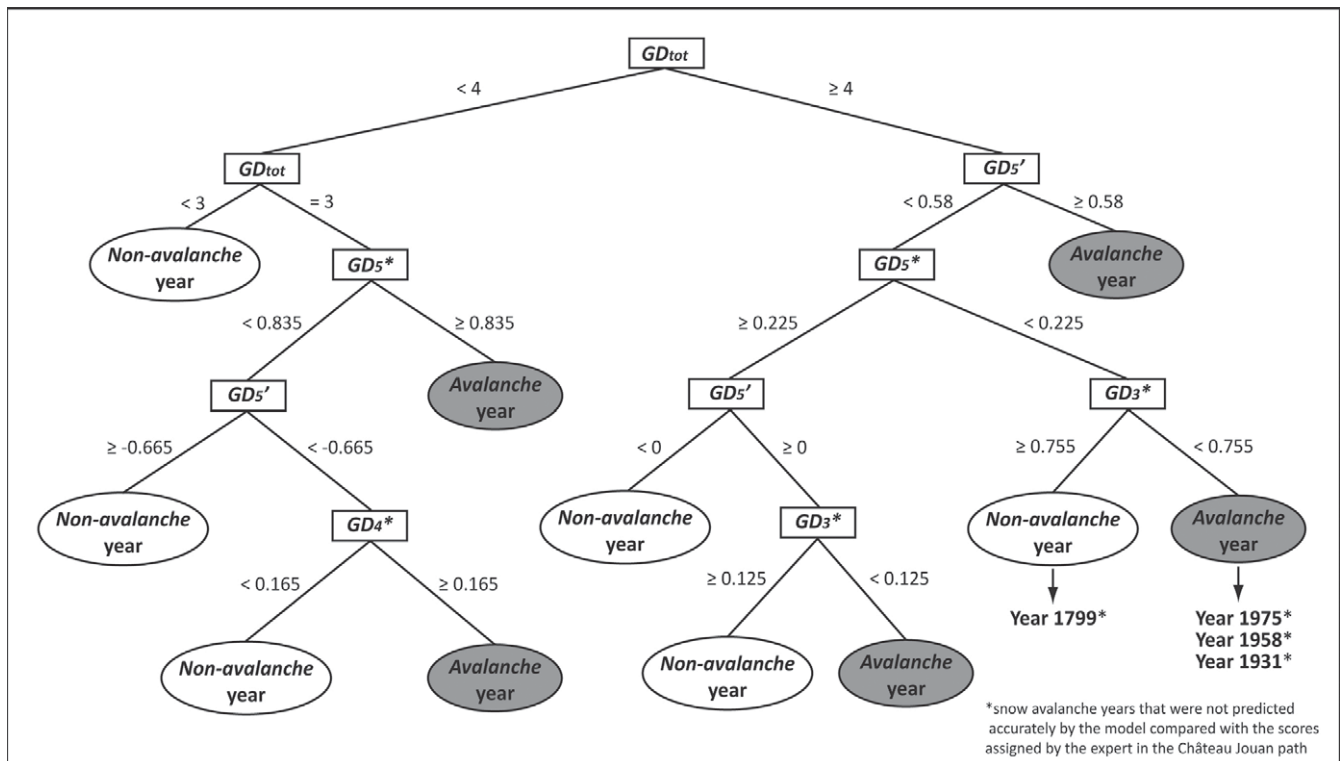 GDtot
< 4
≥ 4
GDtot
GD5'
< 3
= 3
< 0.58
≥ 0.58
Non-avalanche
year
GD5*
GD5*
Avalanche
year
< 0.835
≥ 0.835
≥ 0.225
< 0.225
GD5'
Avalanche
year
GD5'
GD3*
≥ -0.665
< -0.665
< 0
≥ 0
≥ 0.755
< 0.755
Non-avalanche
year
GD4*
Non-avalanche
year
GD3*
Non-avalanche
year
Avalanche
year
< 0.165
≥ 0.165
≥ 0.125
< 0.125
Year 1799*
Year 1975*
Year 1958*
Year 1931*
Non-avalanche
year
Avalanche
year
Non-avalanche
year
Avalanche
year
*snow avalanche years that were not predicted
accurately by the model compared with the scores
assigned by the expert in the Château Jouan path